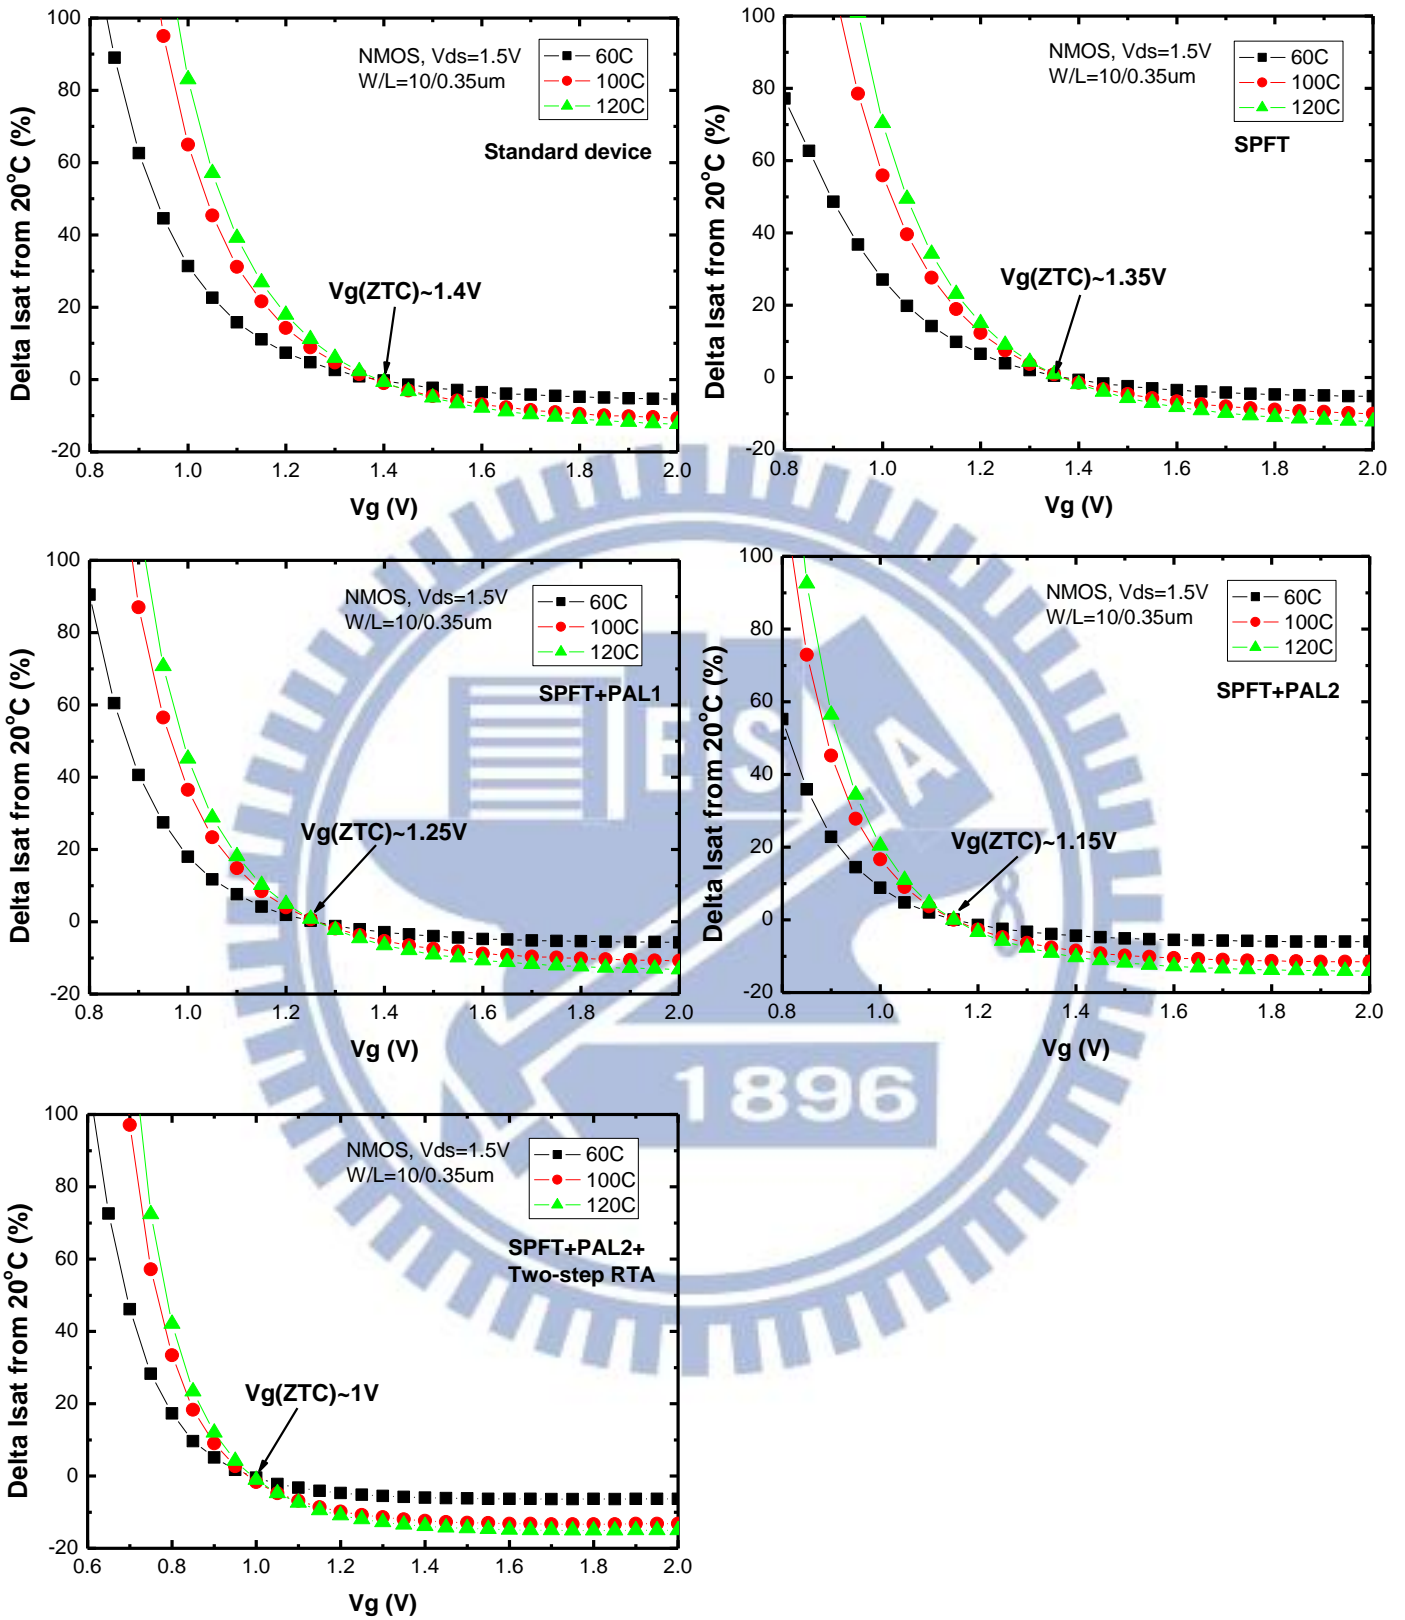 100
80
60
40
20
0
-20
Delta Isat from 20°C (%)
NMOS, Vds=1.5V
W/L=10/0.35um
60C
100C
120C
Standard device
Vg(ZTC)~1.4V
0.8 1.0 1.2 1.4 1.6 1.8 2.0
Vg (V)
100
80
60
40
20
0
-20
Delta Isat from 20°C (%)
NMOS, Vds=1.5V
W/L=10/0.35um
60C
100C
120C
SPFT
Vg(ZTC)~1.35V
0.8 1.0 1.2 1.4 1.6 1.8 2.0
Vg (V)
100
80
60
40
20
0
-20
Delta Isat from 20°C (%)
NMOS, Vds=1.5V
W/L=10/0.35um
60C
100C
120C
SPFT+PAL1
Vg(ZTC)~1.25V
0.8 1.0 1.2 1.4 1.6 1.8 2.0
Vg (V)
100
80
60
40
20
0
-20
Delta Isat from 20°C (%)
NMOS, Vds=1.5V
W/L=10/0.35um
60C
100C
120C
SPFT+PAL2
Vg(ZTC)~1.15V
0.8 1.0 1.2 1.4 1.6 1.8 2.0
Vg (V)
ESA
1896
100
80
60
40
20
0
-20
Delta Isat from 20°C (%)
NMOS, Vds=1.5V
W/L=10/0.35um
60C
100C
120C
SPFT+PAL2+
Two-step RTA
Vg(ZTC)~1V
0.6 0.8 1.0 1.2 1.4 1.6 1.8 2.0
Vg (V)